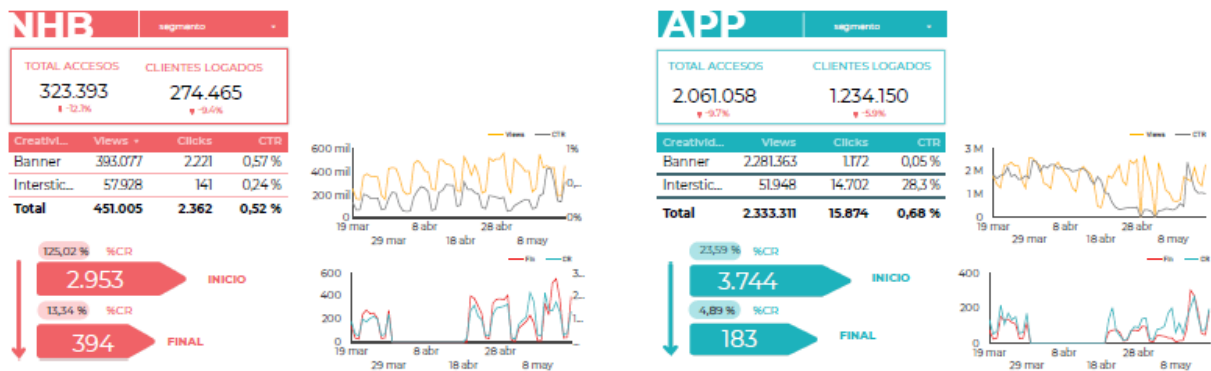 NHB
segmento
TOTAL ACCESOS CLIENTES LOGADOS
323.393 274.465
-12.1% -9.4%
Creativi... Views Clicks CTR
Banner 393.077 2.221 0,57 %
Interstic... 57.928 141 0,24 %
Total 451.005 2.362 0,52 %
Views CTR
600 mil 1%
400 mil 0,...
200 mil
0 0%
19 mar 8 abr 28 abr
29 mar 18 abr 8 may
125,02 % %CR
2.953 INICIO
13,34 % %CR
394 FINAL
Fin CR
600 3...
400 2...
200 1...
0
19 mar 8 abr 28 abr
29 mar 18 abr 8 may
APP
segmento
TOTAL ACCESOS CLIENTES LOGADOS
2.061.058 1.234.150
-9.7% -5.9%
Creativid... Views Clicks CTR
Banner 2.281.363 1.172 0,05 %
Interstic... 51.948 14.702 28,3 %
Total 2.333.311 15.874 0,68 %
Views CTR
3 M
2 M
1 M
0
19 mar 8 abr 28 abr
29 mar 18 abr 8 may
23,59 % %CR
3.744 INICIO
4,89 % %CR
183 FINAL
Fin CR
400
200
0
19 mar 8 abr 28 abr
29 mar 18 abr 8 may